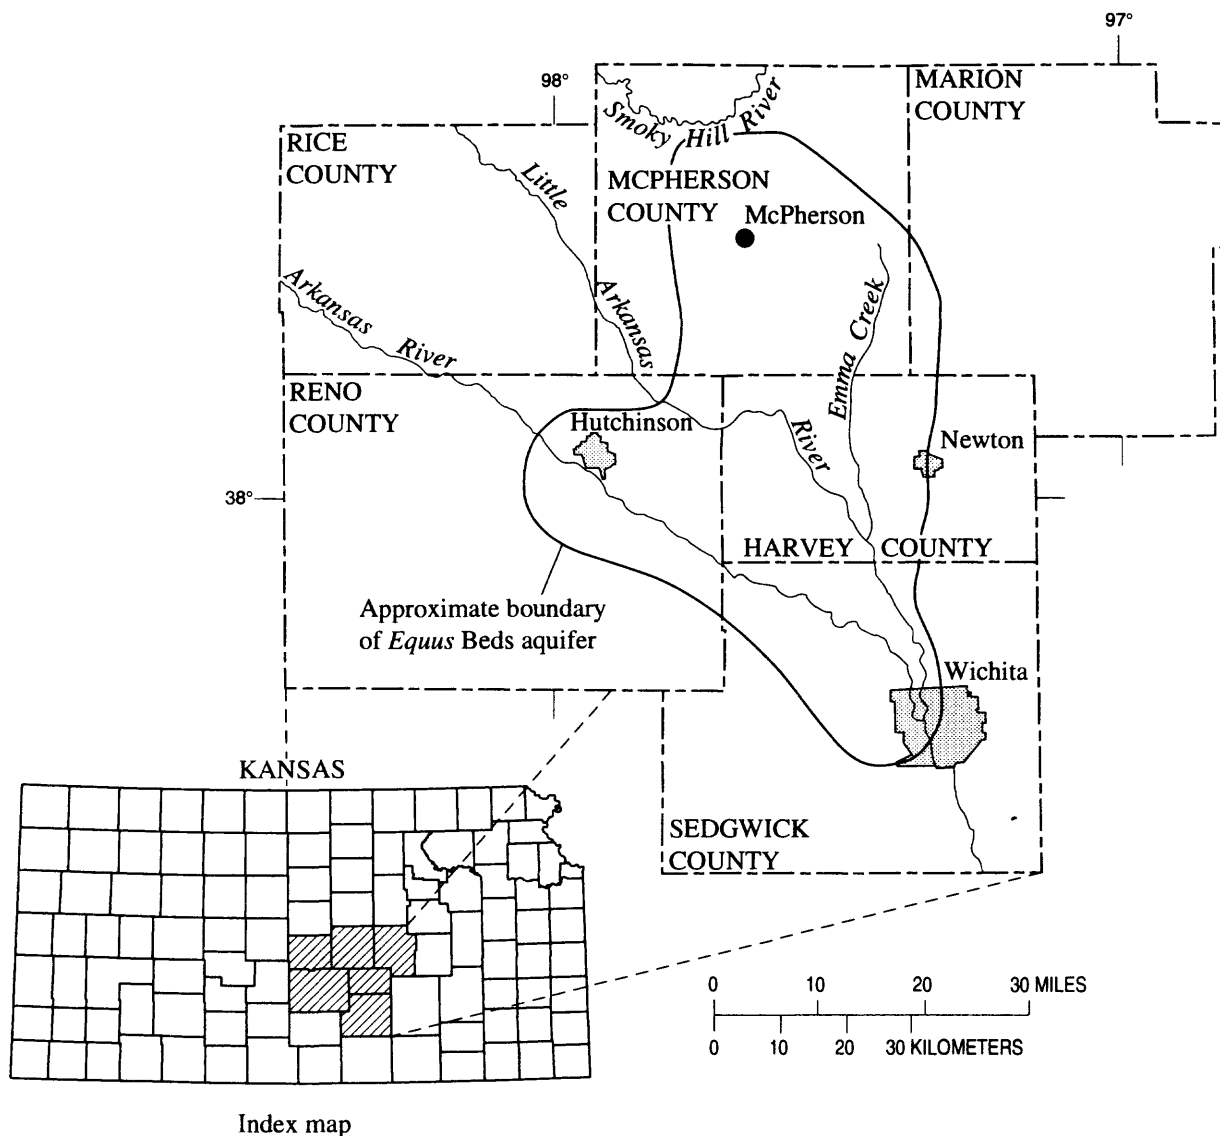 97°
98°
MARION
COUNTY
Smoky Hill River
RICE
COUNTY
Little
MCPHERSON
COUNTY
McPherson
Arkansas
River
Arkansas
Emma Creek
RENO
COUNTY
Hutchinson
River
Newton
38°
HARVEY COUNTY
Approximate boundary
of Equus Beds aquifer
Wichita
KANSAS
SEDGWICK
COUNTY
0 10 20 30 MILES
0 10 20 30 KILOMETERS
Index map